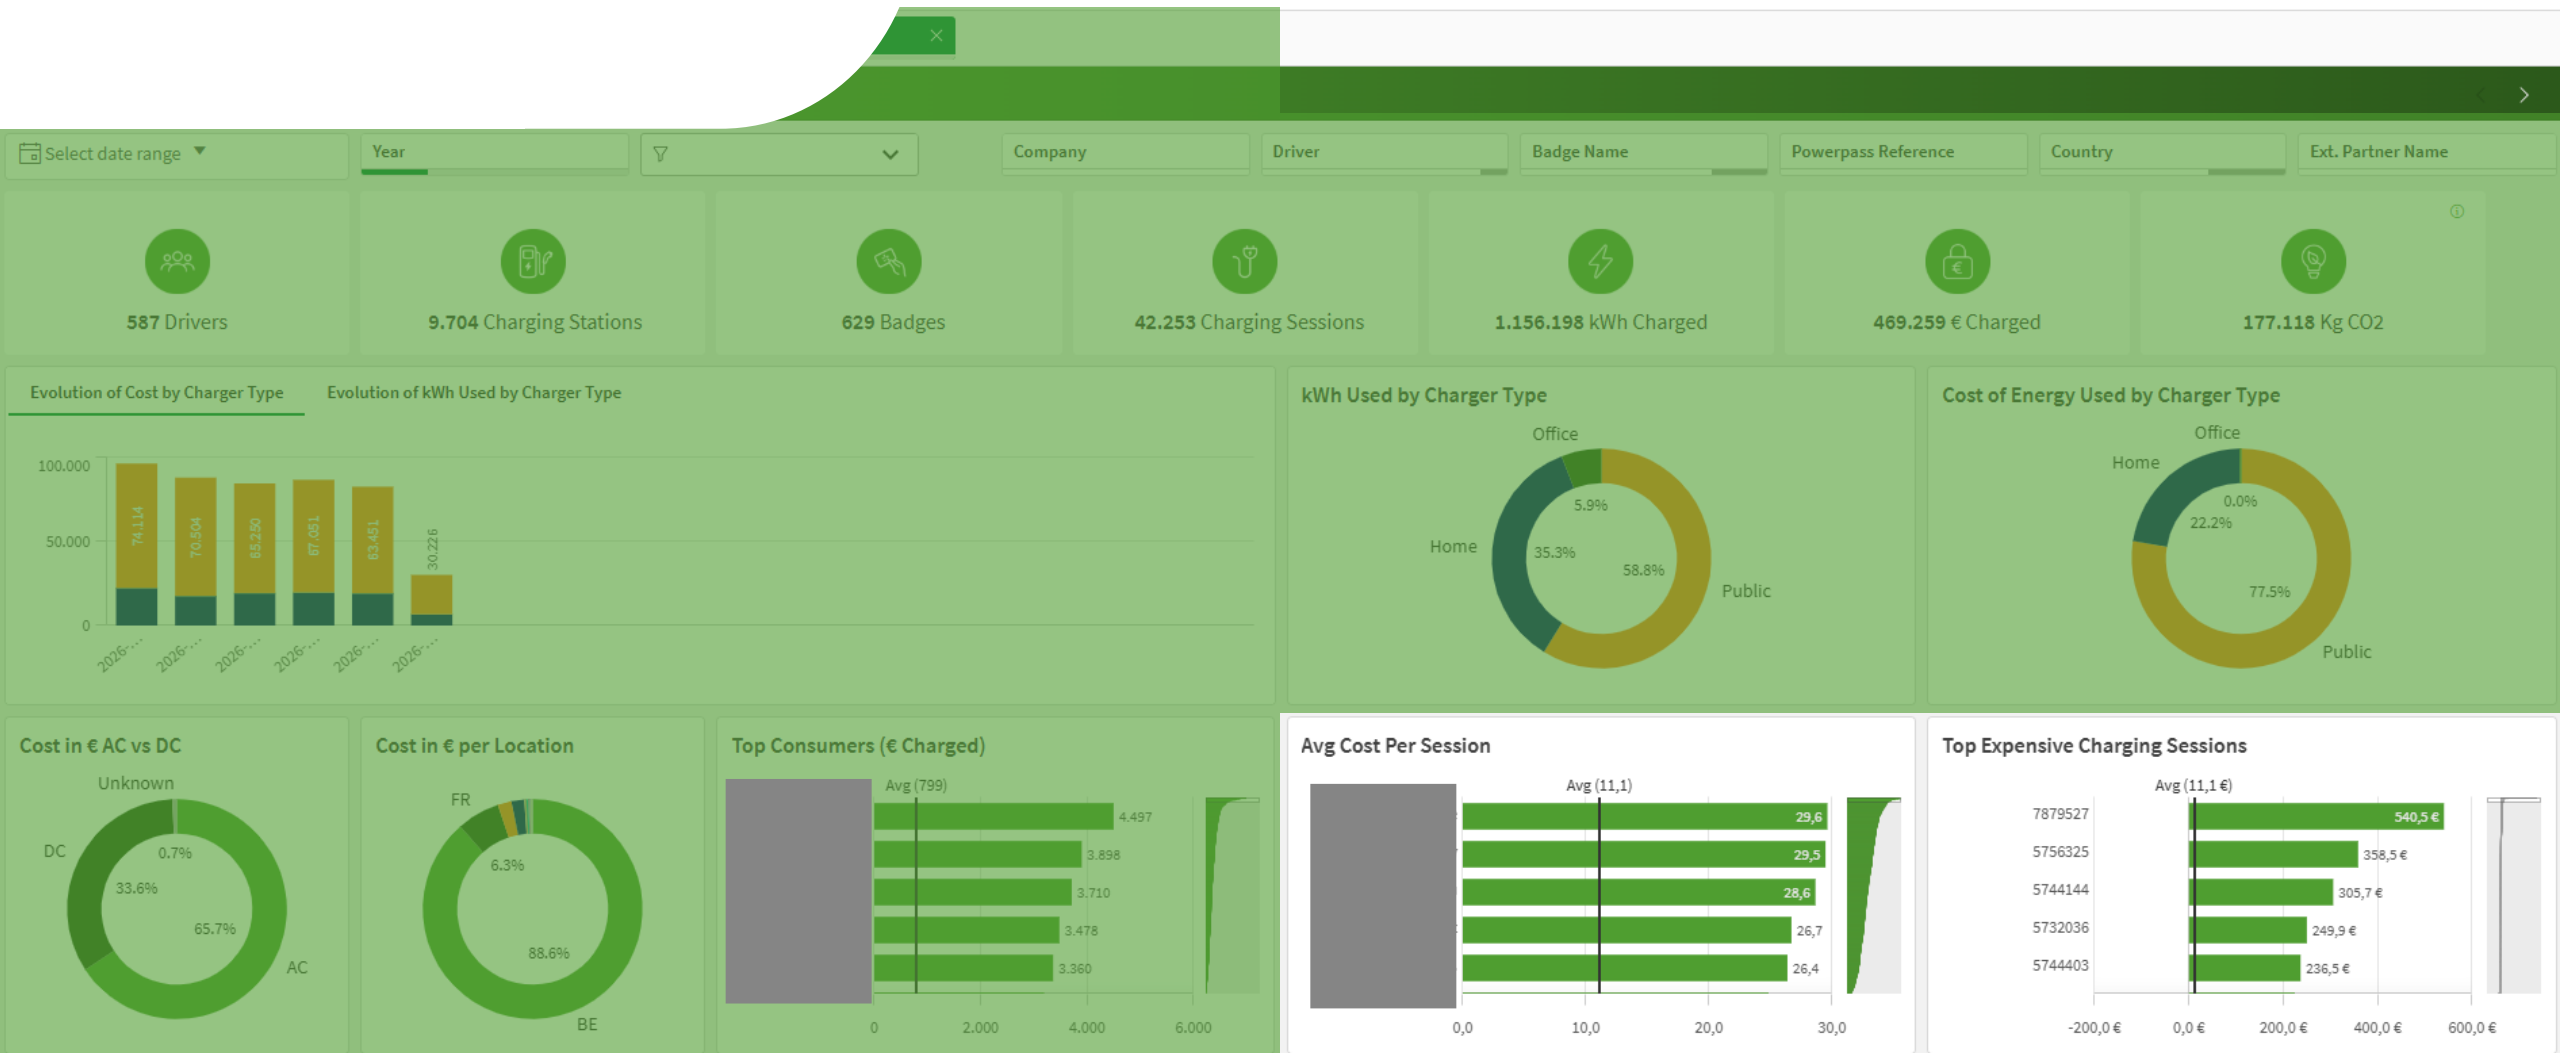 Select date range
Year
Company
Driver
Badge Name
Powerpass Reference
Country
Ext. Partner Name
587 Drivers
9.704 Charging Stations
629 Badges
42.253 Charging Sessions
1.156.198 kWh Charged
469.259 € Charged
177.118 Kg CO2
Evolution of Cost by Charger Type
Evolution of kWh Used by Charger Type
100.000
50.000
0
74.114
70.504
65.250
67.051
63.451
30.226
2026-...
2026-...
2026-...
2026-...
2026-...
2026-...
kWh Used by Charger Type
Office
5.9%
Home
35.3%
58.8%
Public
Cost of Energy Used by Charger Type
Office
Home
0.0%
22.2%
77.5%
Public
Cost in € AC vs DC
Unknown
DC
0.7%
33.6%
65.7%
AC
Cost in € per Location
FR
6.3%
88.6%
BE
Top Consumers (€ Charged)
Avg (799)
4.497
3.898
3.710
3.478
3.360
0
2.000
4.000
6.000
Avg Cost Per Session
Avg (11,1)
29,6
29,5
28,6
26,7
26,4
0,0
10,0
20,0
30,0
Top Expensive Charging Sessions
Avg (11,1 €)
7879527
540,5 €
5756325
358,5 €
5744144
305,7 €
5732036
249,9 €
5744403
236,5 €
-200,0 €
0,0 €
200,0 €
400,0 €
600,0 €